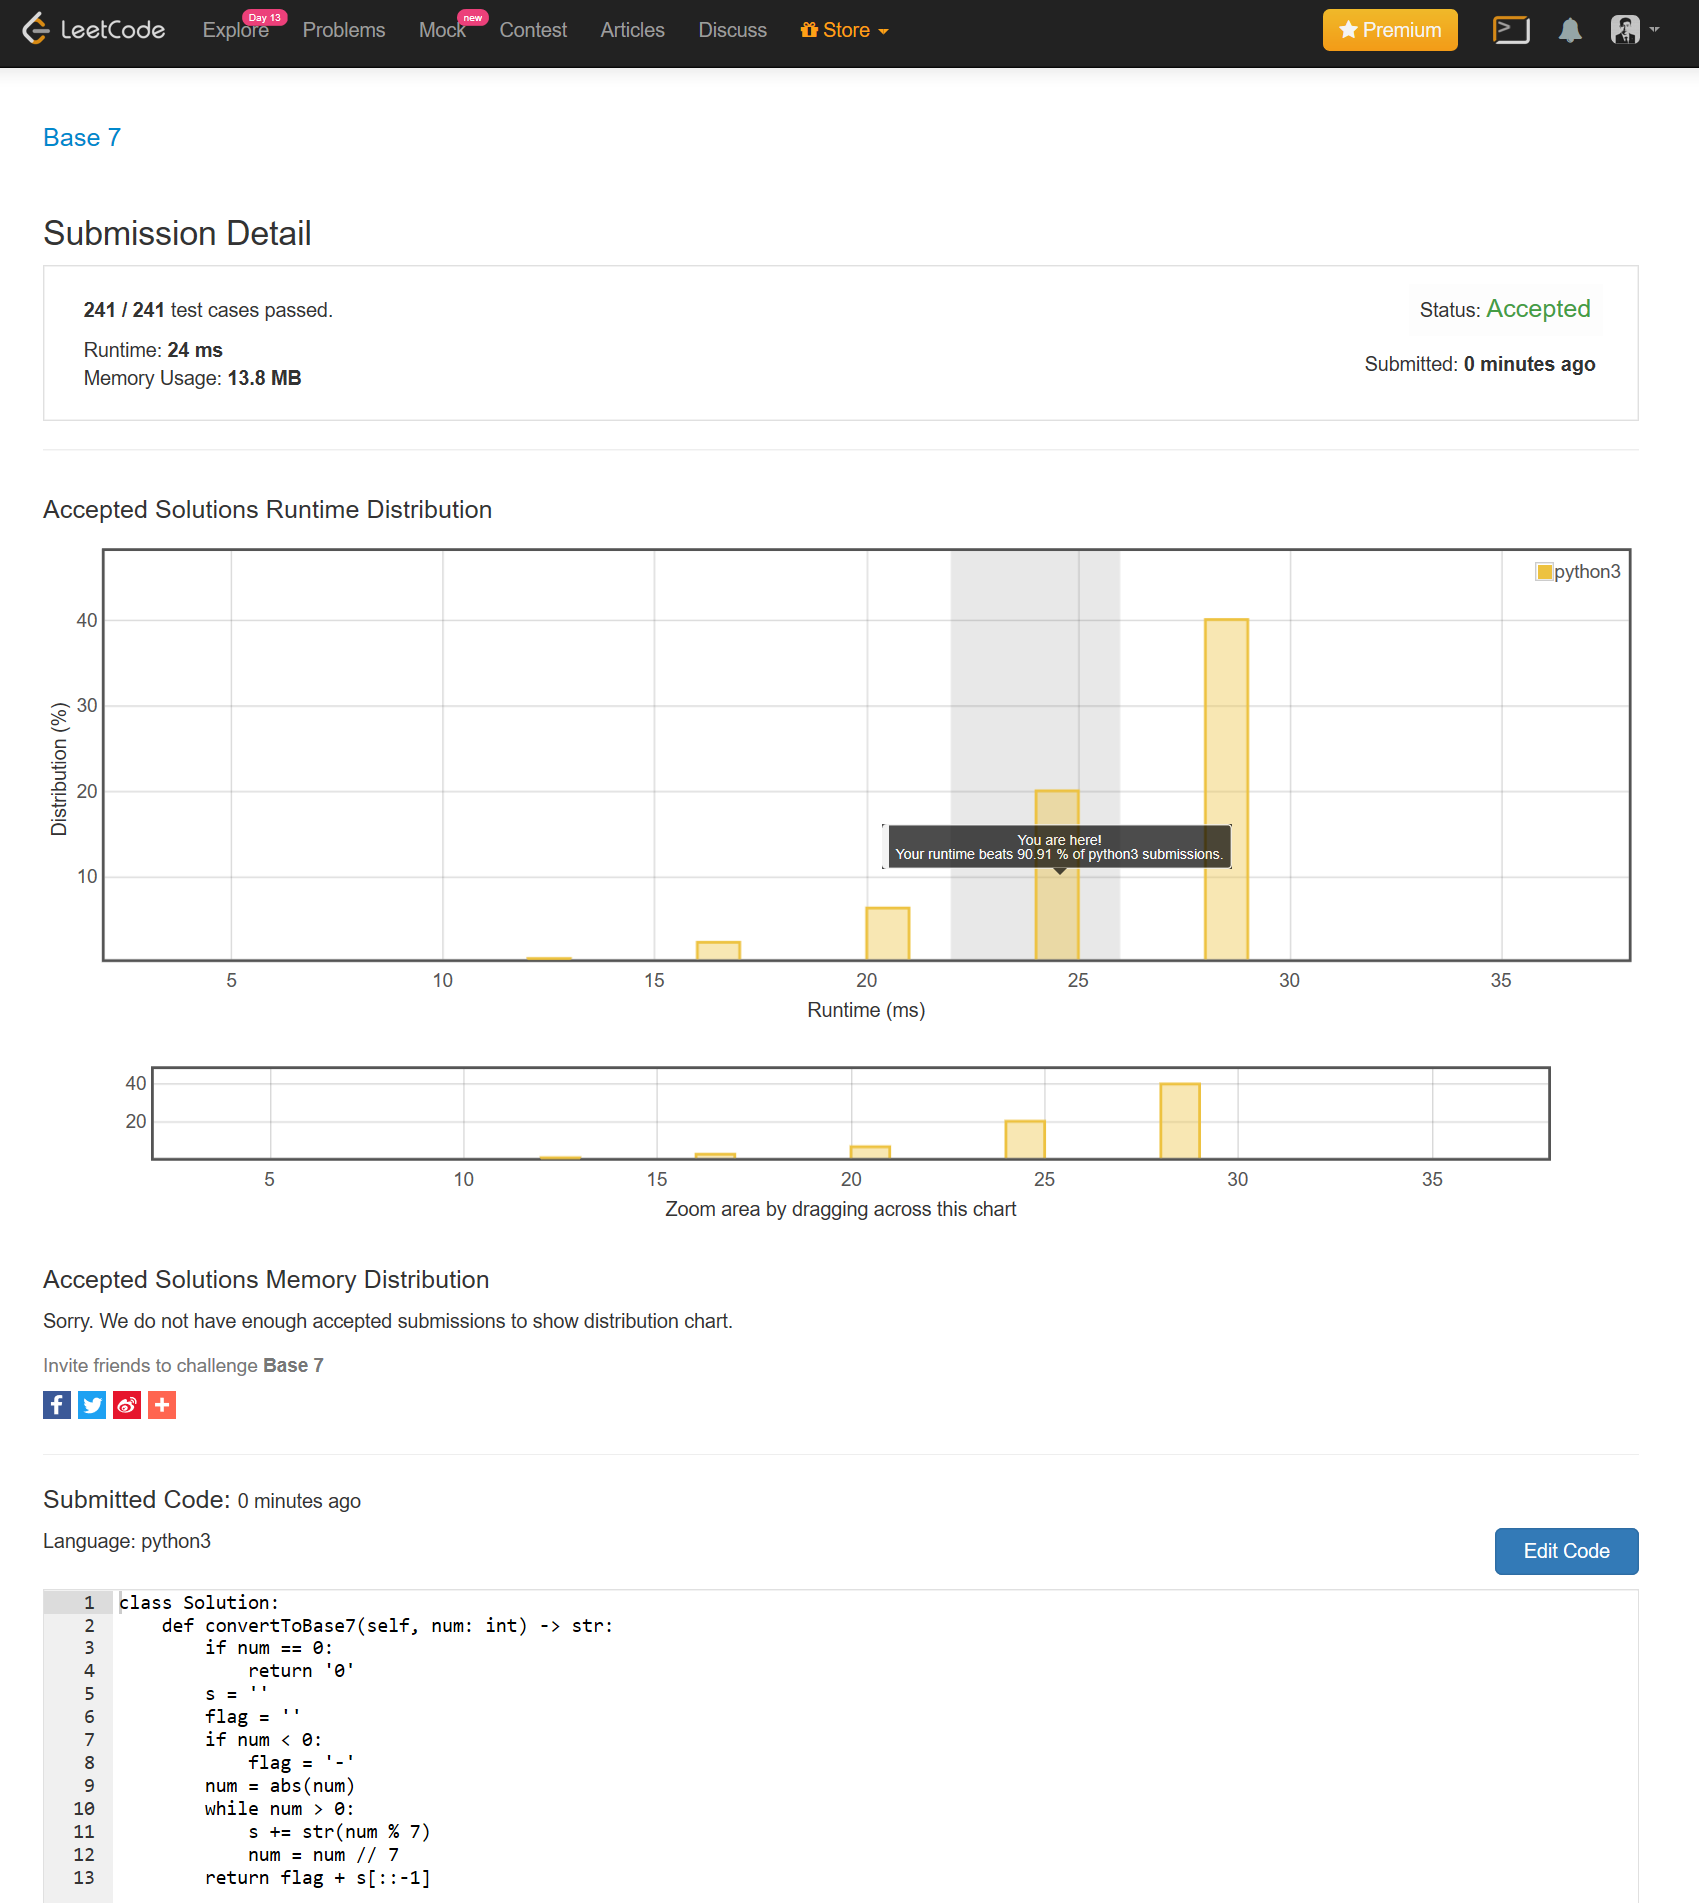 LeetCode Explore Day 13 Problems Mock new Contest Articles Discuss Store Premium
Base 7
Submission Detail
241 / 241 test cases passed.
Status: Accepted
Runtime: 24 ms
Submitted: 0 minutes ago
Memory Usage: 13.8 MB
Accepted Solutions Runtime Distribution
python3
40
30
20
10
Distribution (%)
You are here!
Your runtime beats 90.91 % of python3 submissions.
5 10 15 20 25 30 35
Runtime (ms)
40
20
5 10 15 20 25 30 35
Zoom area by dragging across this chart
Accepted Solutions Memory Distribution
Sorry. We do not have enough accepted submissions to show distribution chart.
Invite friends to challenge Base 7
Submitted Code: 0 minutes ago
Language: python3
Edit Code
1 class Solution:
2     def convertToBase7(self, num: int) -> str:
3         if num == 0:
4             return '0'
5         s = ''
6         flag = ''
7         if num < 0:
8             flag = '-'
9         num = abs(num)
10         while num > 0:
11             s += str(num % 7)
12             num = num // 7
13         return flag + s[::-1]